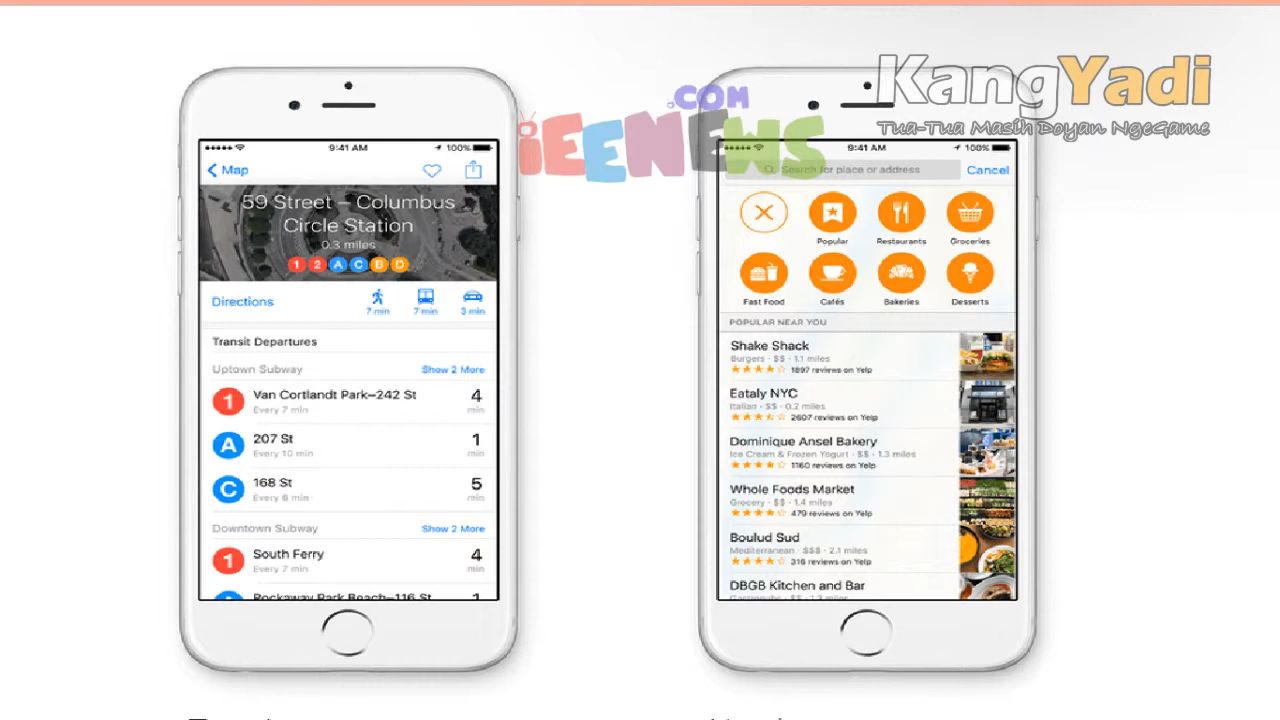 KangYadi
Tua-Tua Masih Doyan NgeGame
iEENEWS
.COM
9:41 AM
100%
Map
59 Street – Columbus
Circle Station
0.3 miles
1 2 A C B D
Directions
7 min
7 min
3 min
Transit Departures
Uptown Subway
Show 2 More
1
Van Cortlandt Park–242 St
4
Every 7 min
min
A
207 St
1
Every 10 min
min
C
168 St
5
Every 6 min
min
Downtown Subway
Show 2 More
1
South Ferry
4
Every 7 min
min
Rockaway Park Beach–116 St
1
9:41 AM
100%
Search for place or address
Cancel
Popular
Restaurants
Groceries
Fast Food
Cafés
Bakeries
Desserts
POPULAR NEAR YOU
Shake Shack
Burgers · $$ · 1.1 miles
1897 reviews on Yelp
Eataly NYC
Italian · $$ · 0.2 miles
2607 reviews on Yelp
Dominique Ansel Bakery
Ice Cream & Frozen Yogurt · $$ · 1.3 miles
1160 reviews on Yelp
Whole Foods Market
Grocery · $$ · 1.4 miles
479 reviews on Yelp
Boulud Sud
Mediterranean · $$$ · 2.1 miles
316 reviews on Yelp
DBGB Kitchen and Bar